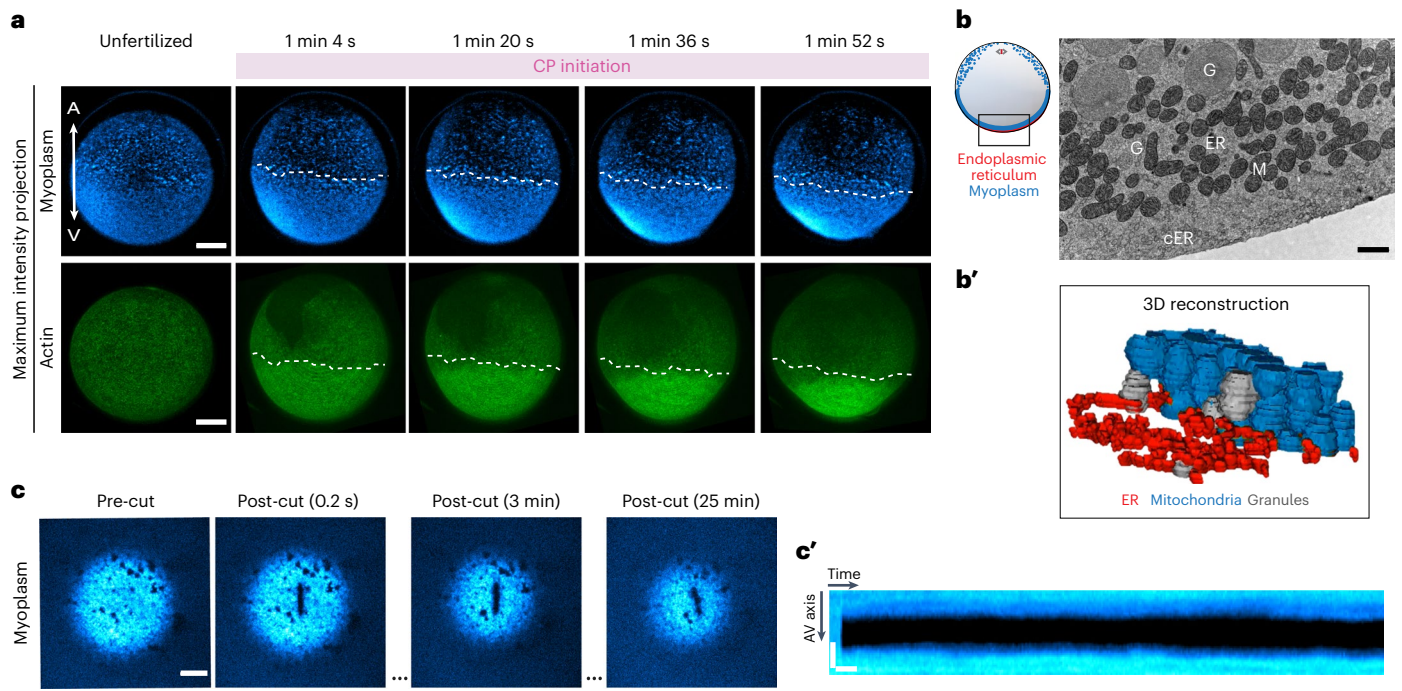 a
Unfertilized
1 min 4 s
1 min 20 s
1 min 36 s
1 min 52 s
CP initiation
Maximum intensity projection
Myoplasm
A
V
Actin
b
Endoplasmic
reticulum
Myoplasm
G
G
ER
M
cER
b′
3D reconstruction
ER Mitochondria Granules
c
Pre-cut
Post-cut (0.2 s)
Post-cut (3 min)
Post-cut (25 min)
Myoplasm
...
...
c′
Time
AV axis